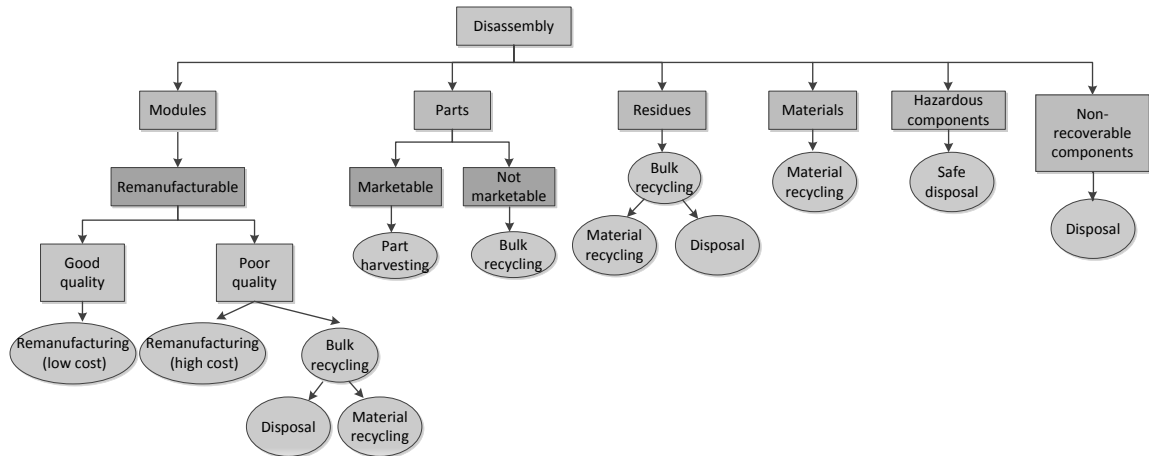 Disassembly
Modules
Parts
Residues
Materials
Hazardous
components
Non-
recoverable
components
Remanufacturable
Marketable
Not
marketable
Bulk
recycling
Material
recycling
Safe
disposal
Disposal
Good
quality
Poor
quality
Part
harvesting
Bulk
recycling
Material
recycling
Disposal
Remanufacturing
(low cost)
Remanufacturing
(high cost)
Bulk
recycling
Disposal
Material
recycling